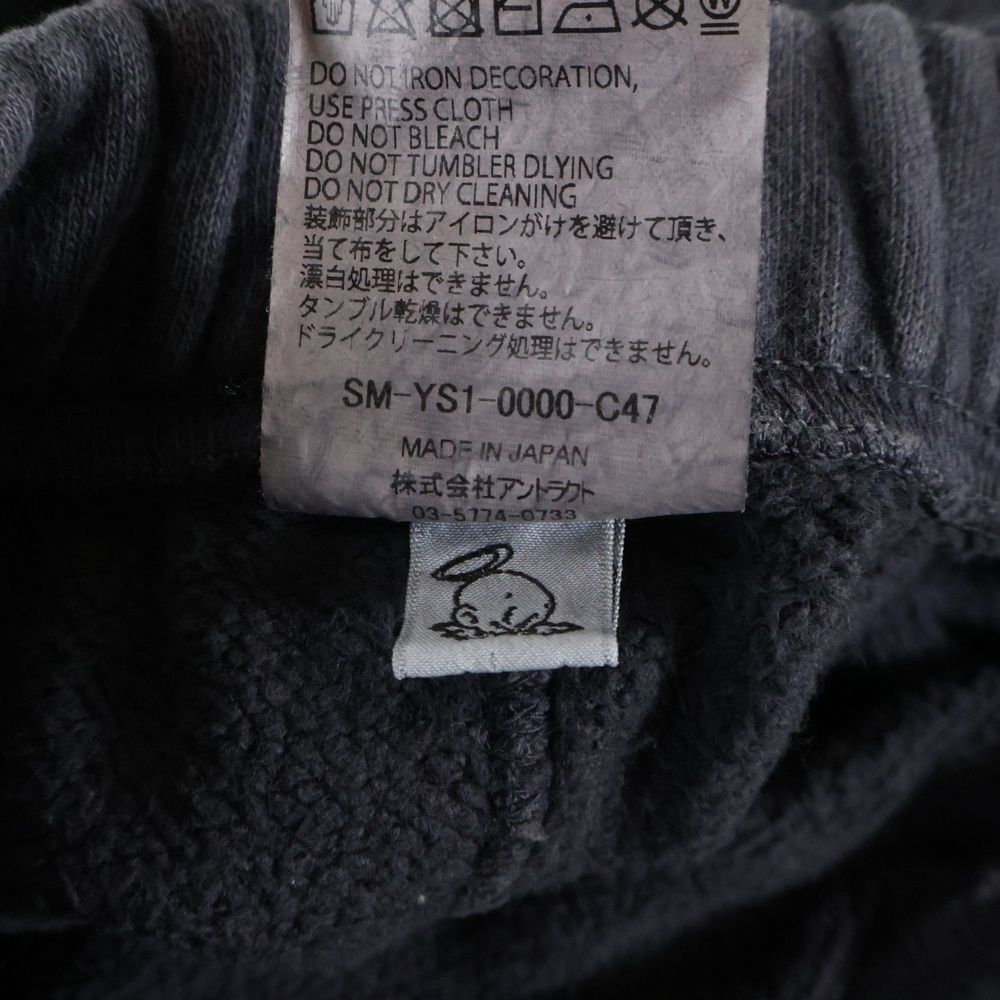 DO NOT IRON DECORATION,
USE PRESS CLOTH
DO NOT BLEACH
DO NOT TUMBLER DLYING
DO NOT DRY CLEANING
装飾部分はアイロンがけを避けて頂き、
当て布をして下さい。
漂白処理はできません。
タンブル乾燥はできません。
ドライクリーニング処理はできません。
SM-YS1-0000-C47
MADE IN JAPAN
株式会社アントラクト
03-5774-0733